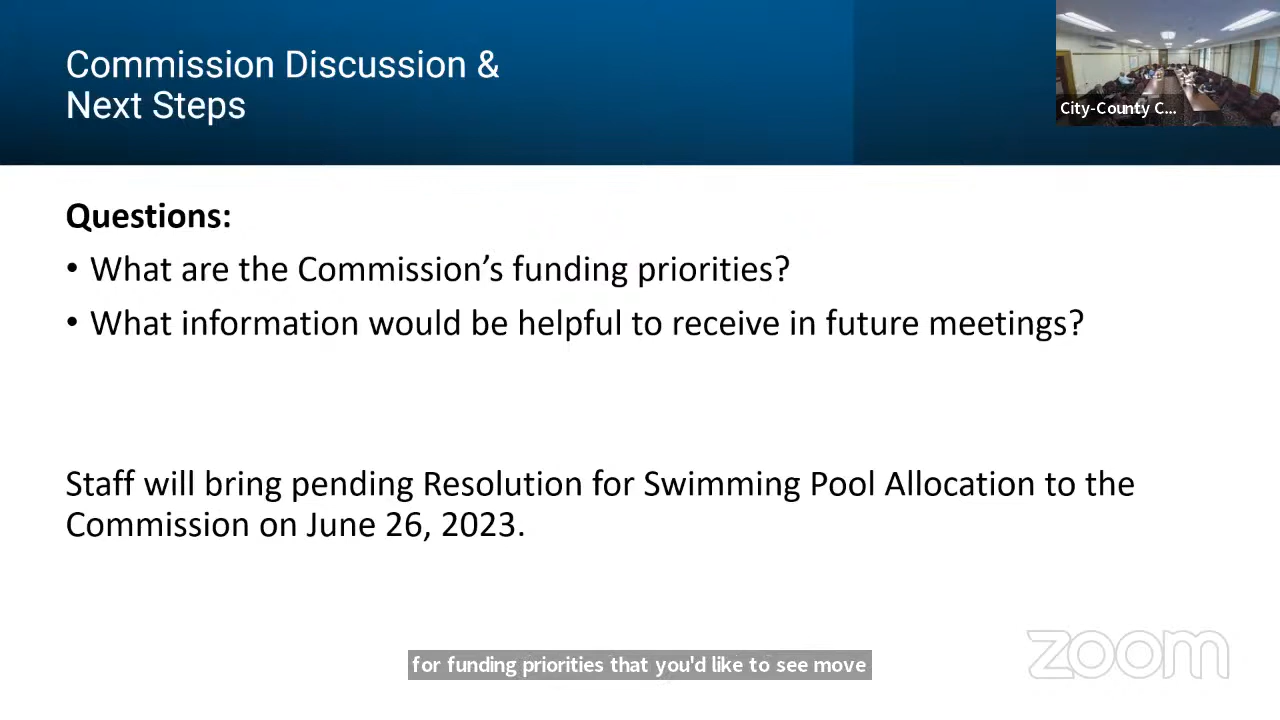 Commission Discussion &
Next Steps
City-County C...
Questions:
• What are the Commission’s funding priorities?
• What information would be helpful to receive in future meetings?
Staff will bring pending Resolution for Swimming Pool Allocation to the
Commission on June 26, 2023.
for funding priorities that you'd like to see move
zoom